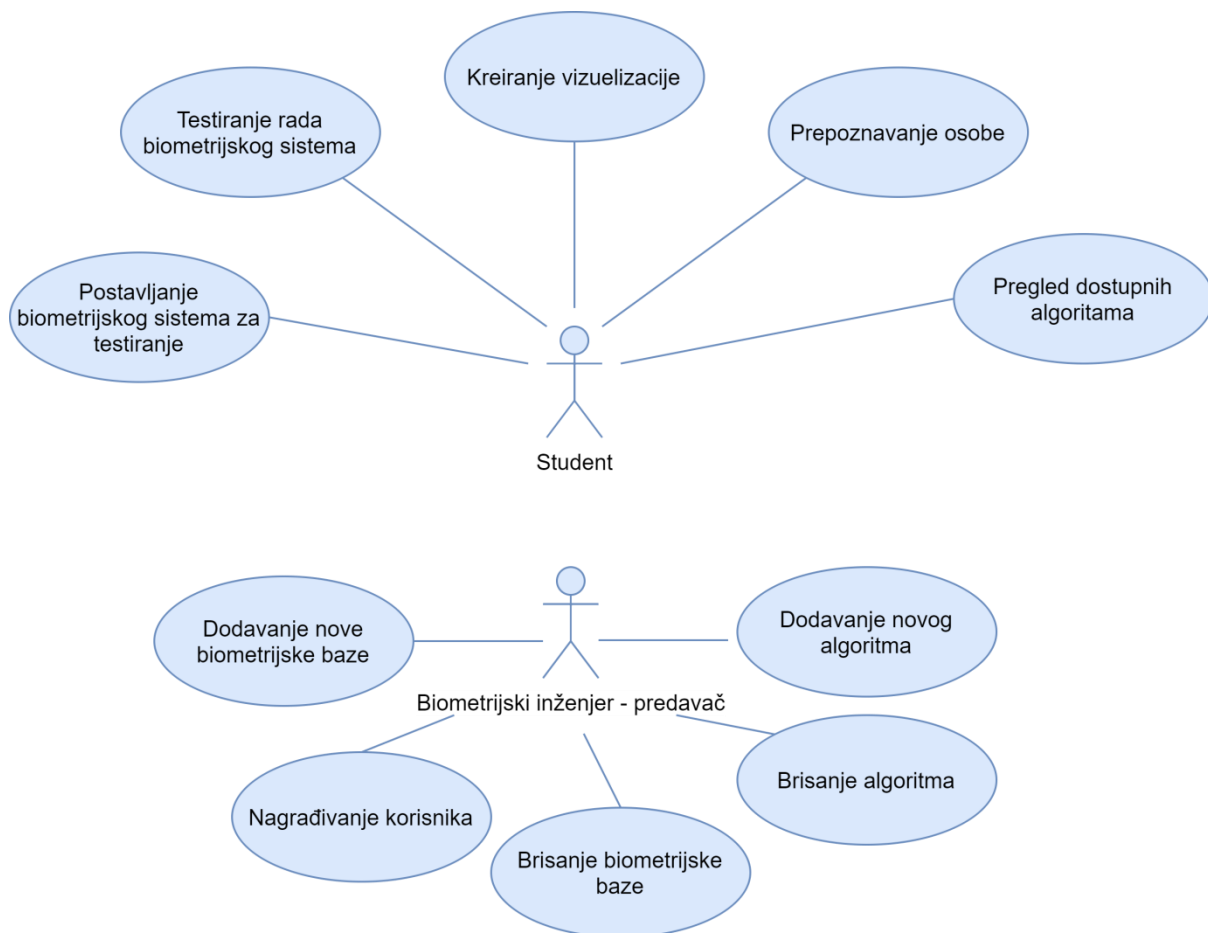 Kreiranje vizuelizacije
Testiranje rada
biometrijskog sistema
Prepoznavanje osobe
Postavljanje
biometrijskog sistema za
testiranje
Pregled dostupnih
algoritama
Student
Dodavanje nove
biometrijske baze
Dodavanje novog
algoritma
Biometrijski inženjer - predavač
Nagrađivanje korisnika
Brisanje biometrijske
baze
Brisanje algoritma